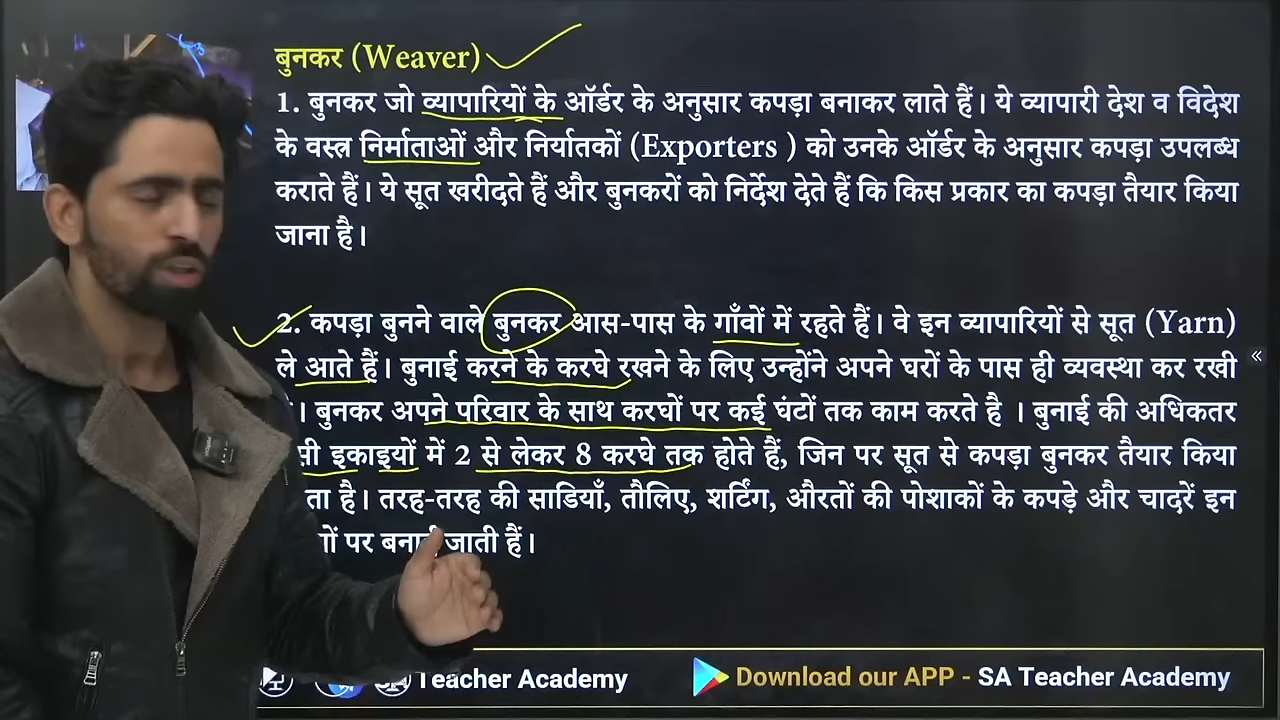 बुनकर (Weaver)
1. बुनकर जो व्यापारियों के ऑर्डर के अनुसार कपड़ा बनाकर लाते हैं। ये व्यापारी देश व विदेश
के वस्त्र निर्माताओं और निर्यातकों (Exporters ) को उनके ऑर्डर के अनुसार कपड़ा उपलब्ध
कराते हैं। ये सूत खरीदते हैं और बुनकरों को निर्देश देते हैं कि किस प्रकार का कपड़ा तैयार किया
जाना है।
2. कपड़ा बुनने वाले बुनकर आस-पास के गाँवों में रहते हैं। वे इन व्यापारियों से सूत (Yarn)
ले आते हैं। बुनाई करने के करघे रखने के लिए उन्होंने अपने घरों के पास ही व्यवस्था कर रखी
। बुनकर अपने परिवार के साथ करघों पर कई घंटों तक काम करते है । बुनाई की अधिकतर
इकाइयों में 2 से लेकर 8 करघे तक होते हैं, जिन पर सूत से कपड़ा बुनकर तैयार किया
है। तरह-तरह की साडियाँ, तौलिए, शर्टिंग, औरतों की पोशाकों के कपड़े और चादरें इन
पर जाती हैं।
Teacher Academy
Download our APP - SA Teacher Academy
«